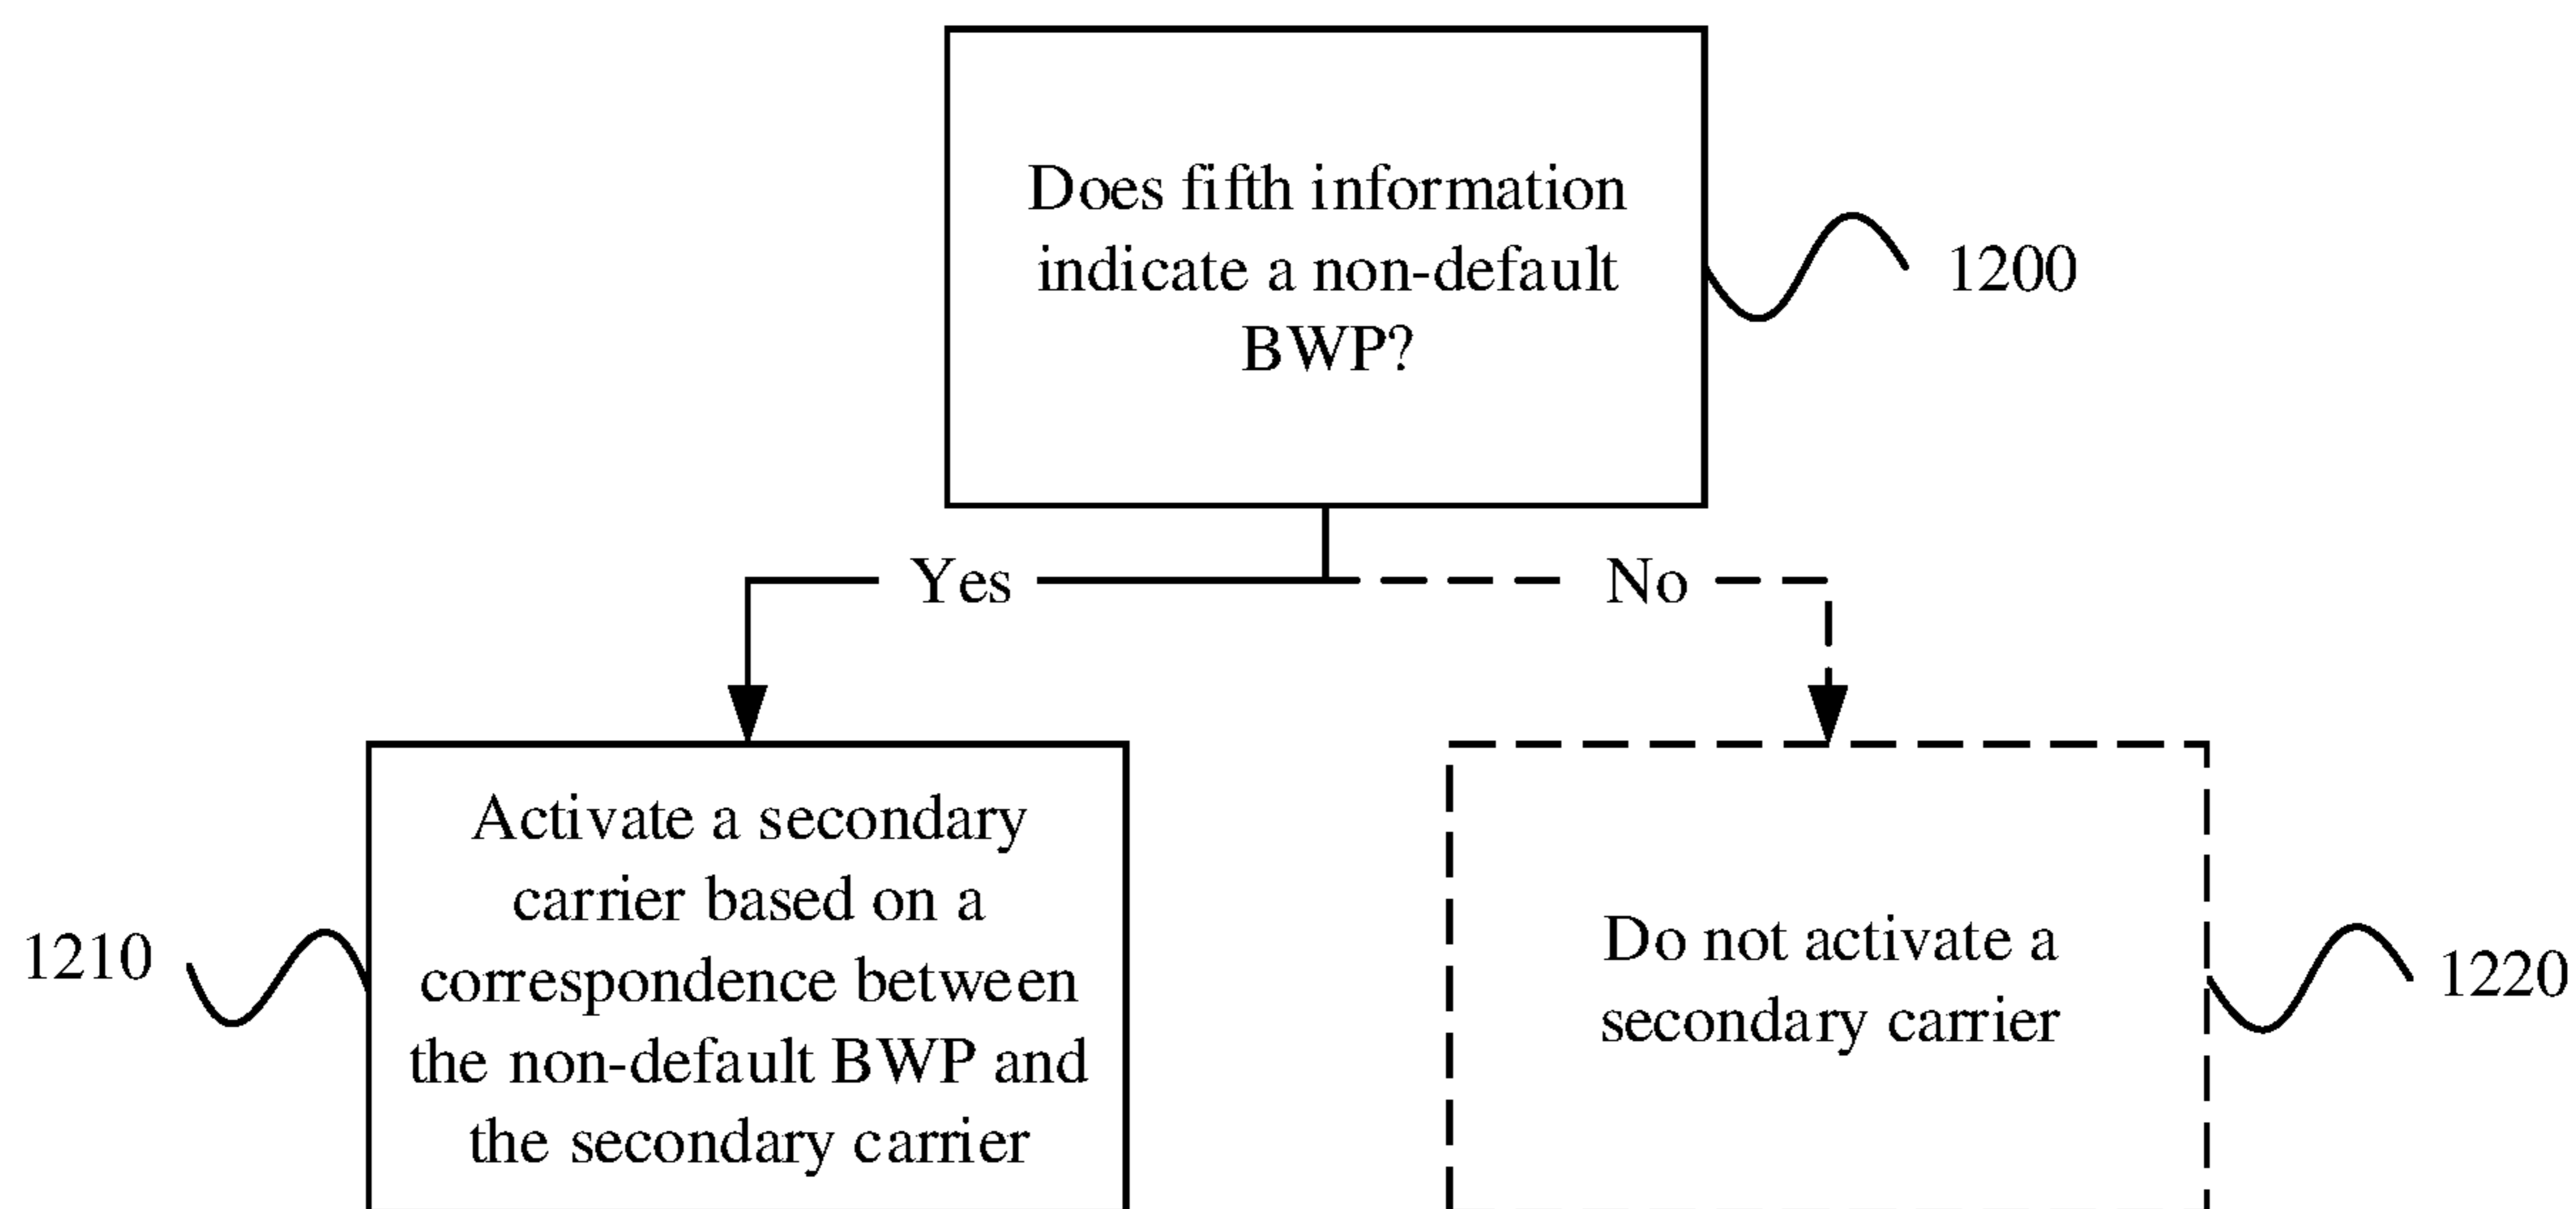 Does fifth information
indicate a non-default
BWP?
1200
Yes
No
Activate a secondary
carrier based on a
correspondence between
the non-default BWP and
the secondary carrier
1210
Do not activate a
secondary carrier
1220